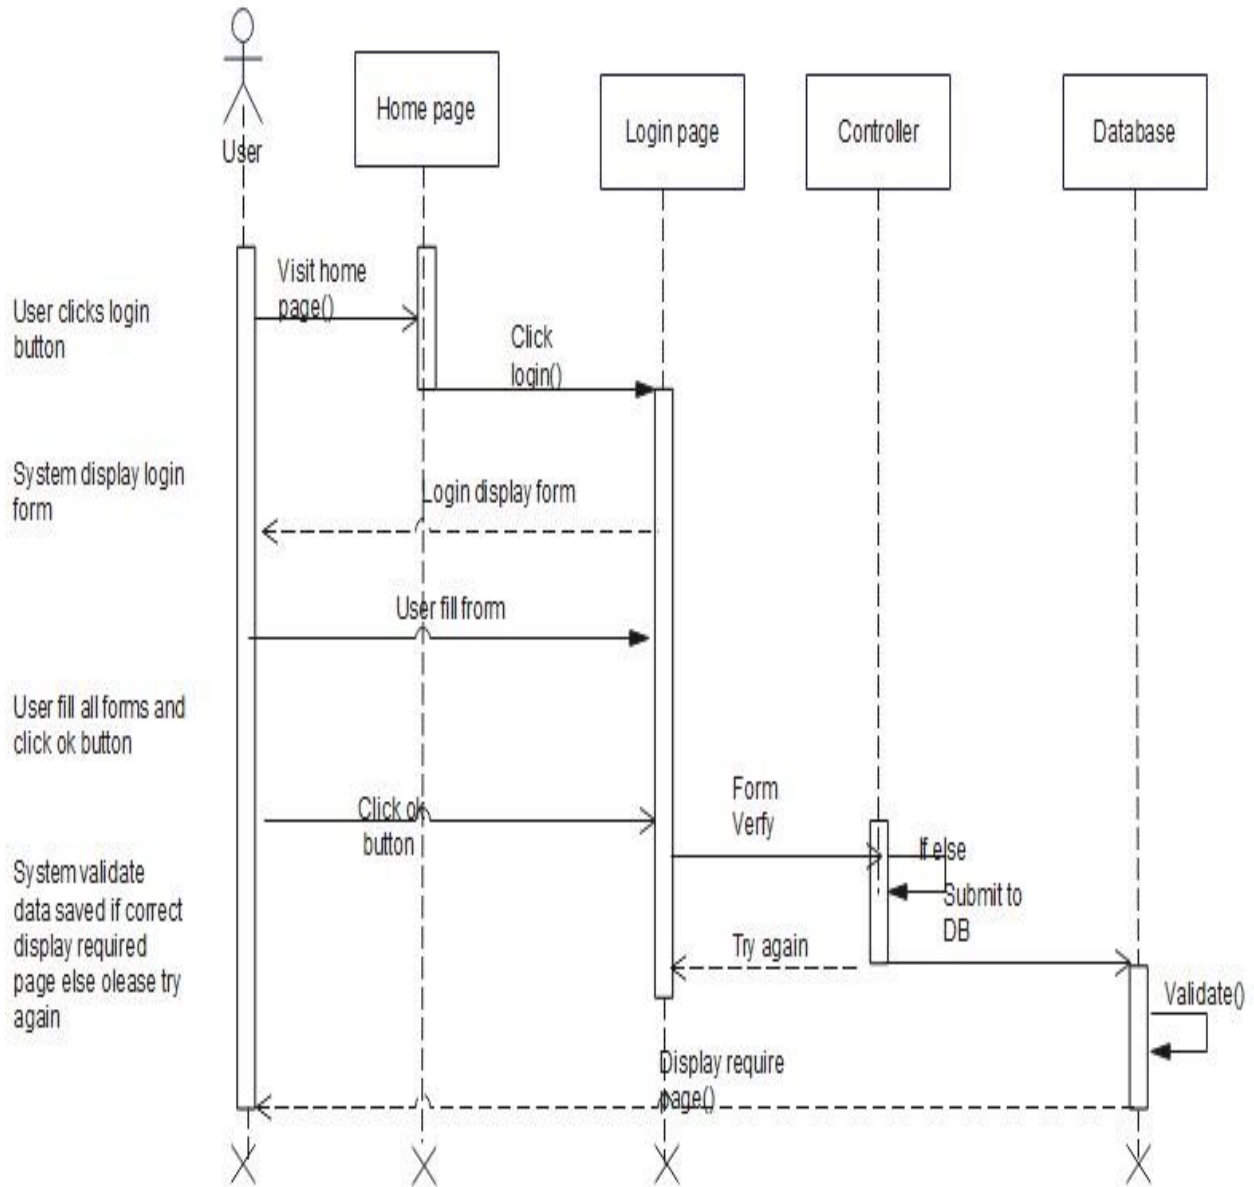 Home page
Login page
Controller
Database
User
Visit home
page()
User clicks login
button
Click
login()
System display login
form
Login display form
User fill frorm
User fill all forms and
click ok button
Click ok
button
Form
Verfy
If else
Submit to
DB
System validate
data saved if correct
display required
page else olease try
again
Try again
Validate()
Display require
page()